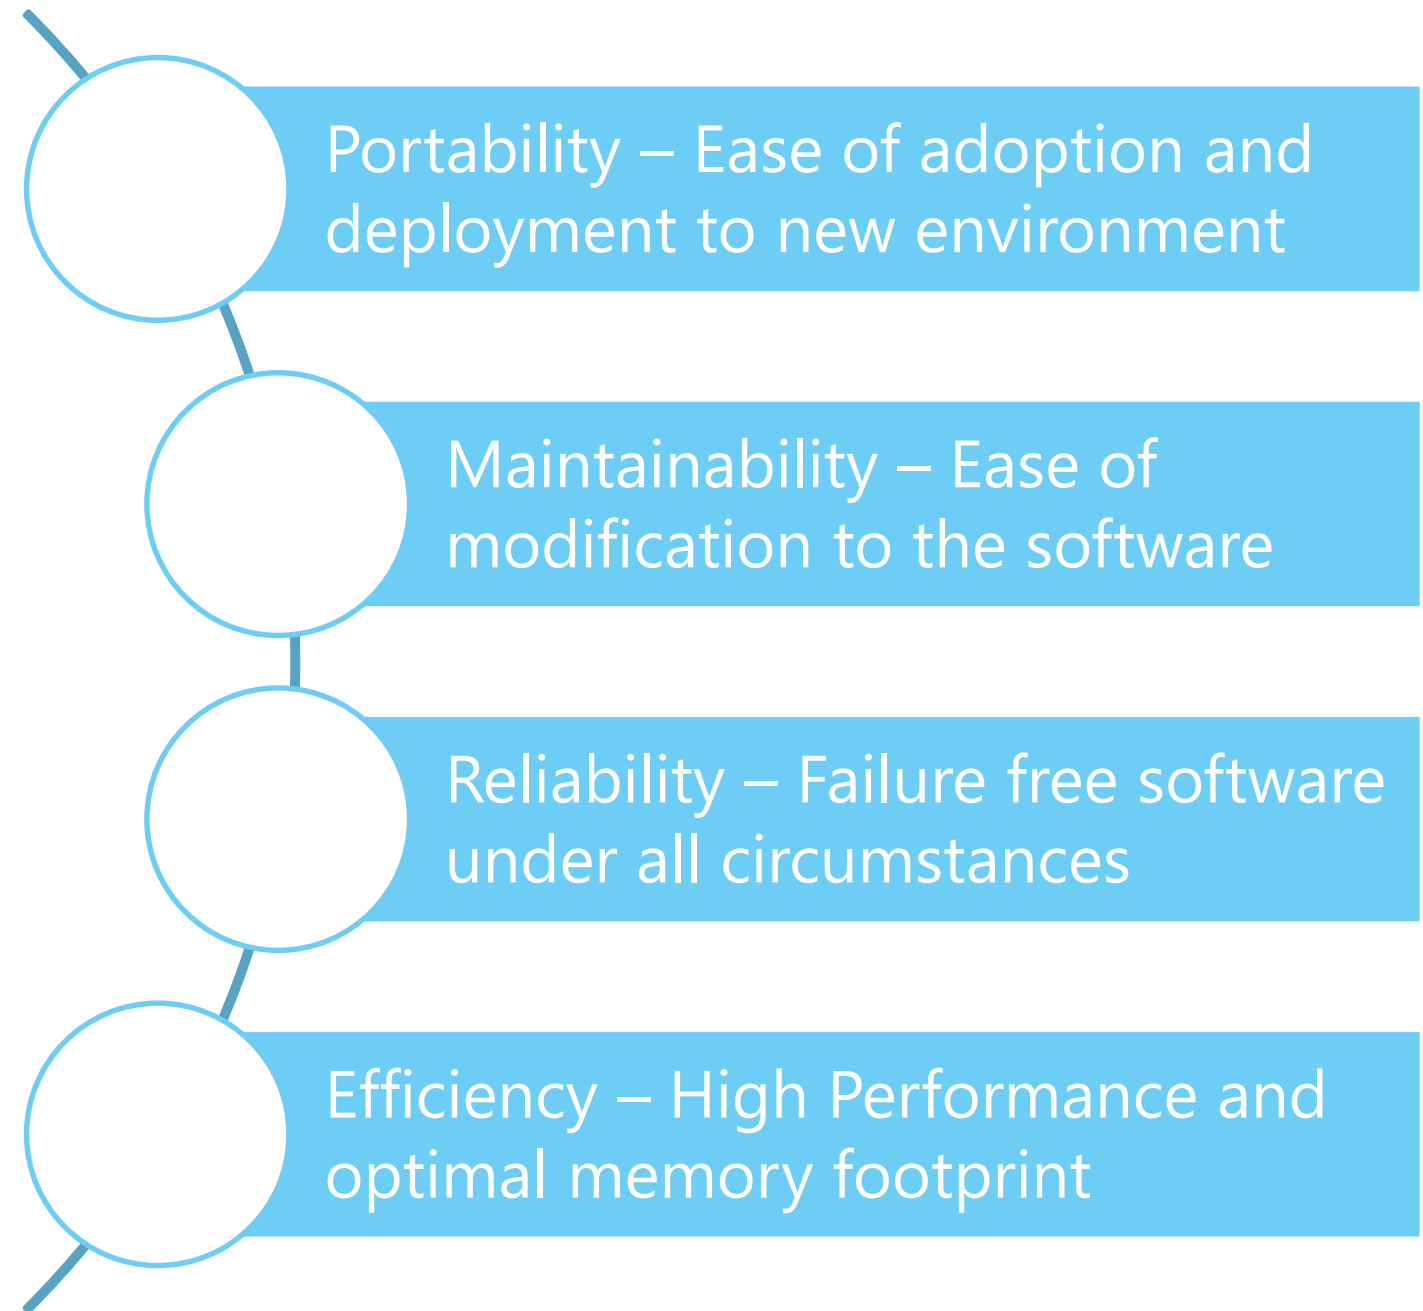 Portability – Ease of adoption and
deployment to new environment
Maintainability – Ease of
modification to the software
Reliability – Failure free software
under all circumstances
Efficiency – High Performance and
optimal memory footprint